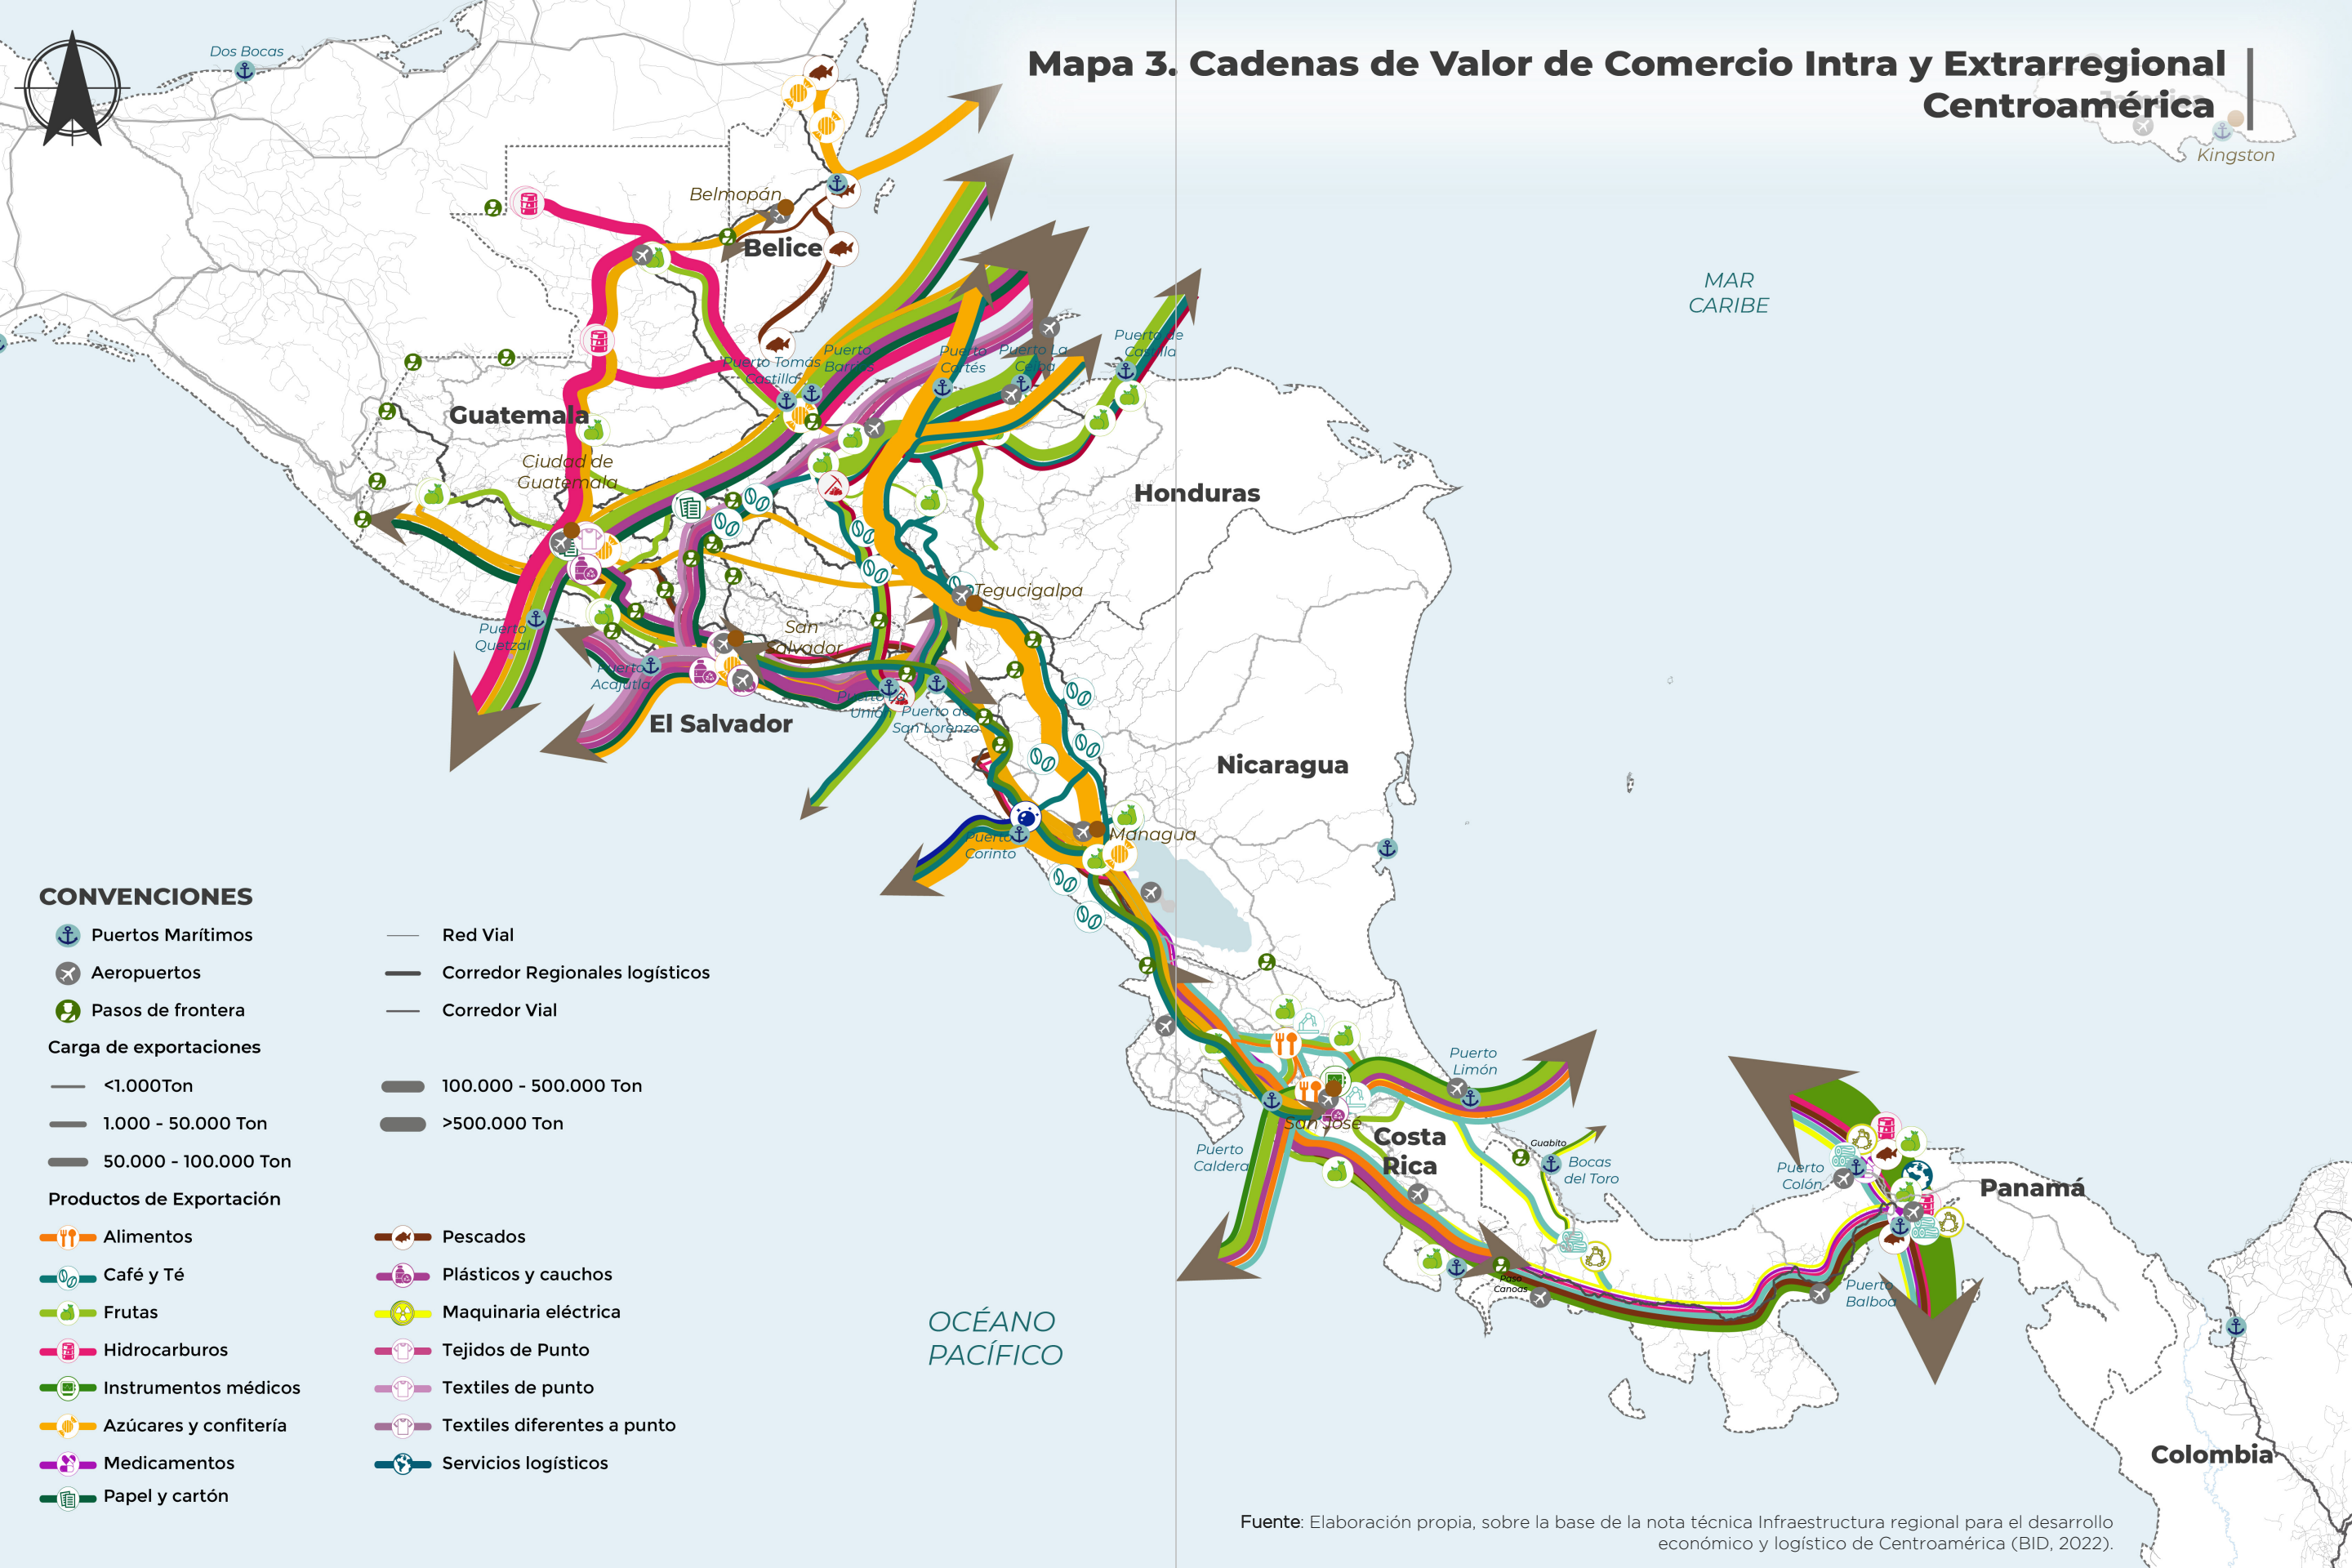 Mapa 3. Cadenas de Valor de Comercio Intra y Extrarregional
Centroamérica
Dos Bocas
Jamaica
Kingston
Belmopán
Belice
MAR
CARIBE
Puerto Tomás
Castilla
Puerto
Barrios
Puerto
Cortés
Puerto La
Ceiba
Puerto de
Castilla
Guatemala
Ciudad de
Guatemala
Honduras
Tegucigalpa
Puerto
Quetzal
San
Salvador
Puerto
Acajutla
El Salvador
Puerto La
Unión
Puerto de
San Lorenzo
Nicaragua
Puerto
Corinto
Managua
Puerto
Limón
San José
Costa
Rica
Puerto
Caldera
Guabito
Bocas
del Toro
Paso
Canoas
Puerto
Colón
Panamá
Puerto
Balboa
OCÉANO
PACÍFICO
Colombia
CONVENCIONES
Puertos Marítimos
Aeropuertos
Pasos de frontera
Red Vial
Corredor Regionales logísticos
Corredor Vial
Carga de exportaciones
<1.000Ton
1.000 - 50.000 Ton
50.000 - 100.000 Ton
100.000 - 500.000 Ton
>500.000 Ton
Productos de Exportación
Alimentos
Café y Té
Frutas
Hidrocarburos
Instrumentos médicos
Azúcares y confitería
Medicamentos
Papel y cartón
Pescados
Plásticos y cauchos
Maquinaria eléctrica
Tejidos de Punto
Textiles de punto
Textiles diferentes a punto
Servicios logísticos
Fuente: Elaboración propia, sobre la base de la nota técnica Infraestructura regional para el desarrollo
económico y logístico de Centroamérica (BID, 2022).